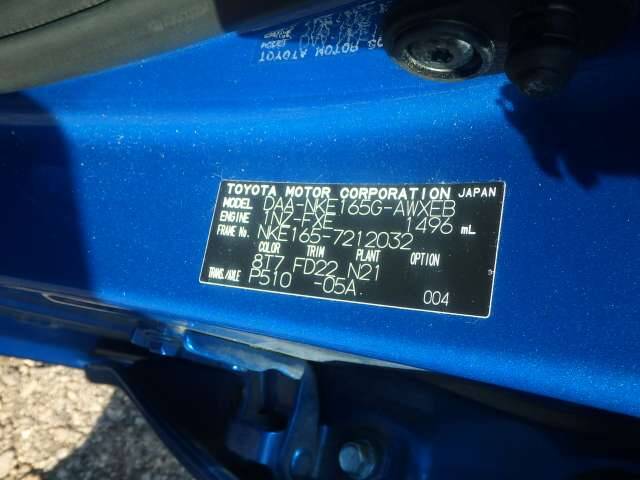 TOYOTA MOTOR CORPORATION JAPAN
MODEL DAA-NKE165G-AWXEB
ENGINE 1NZ-FXE 1496 mL
FRAME No. NKE165-7212032
COLOR TRIM PLANT OPTION
8T7 FD22 N21
TRANS./AXLE P510 -05A 004